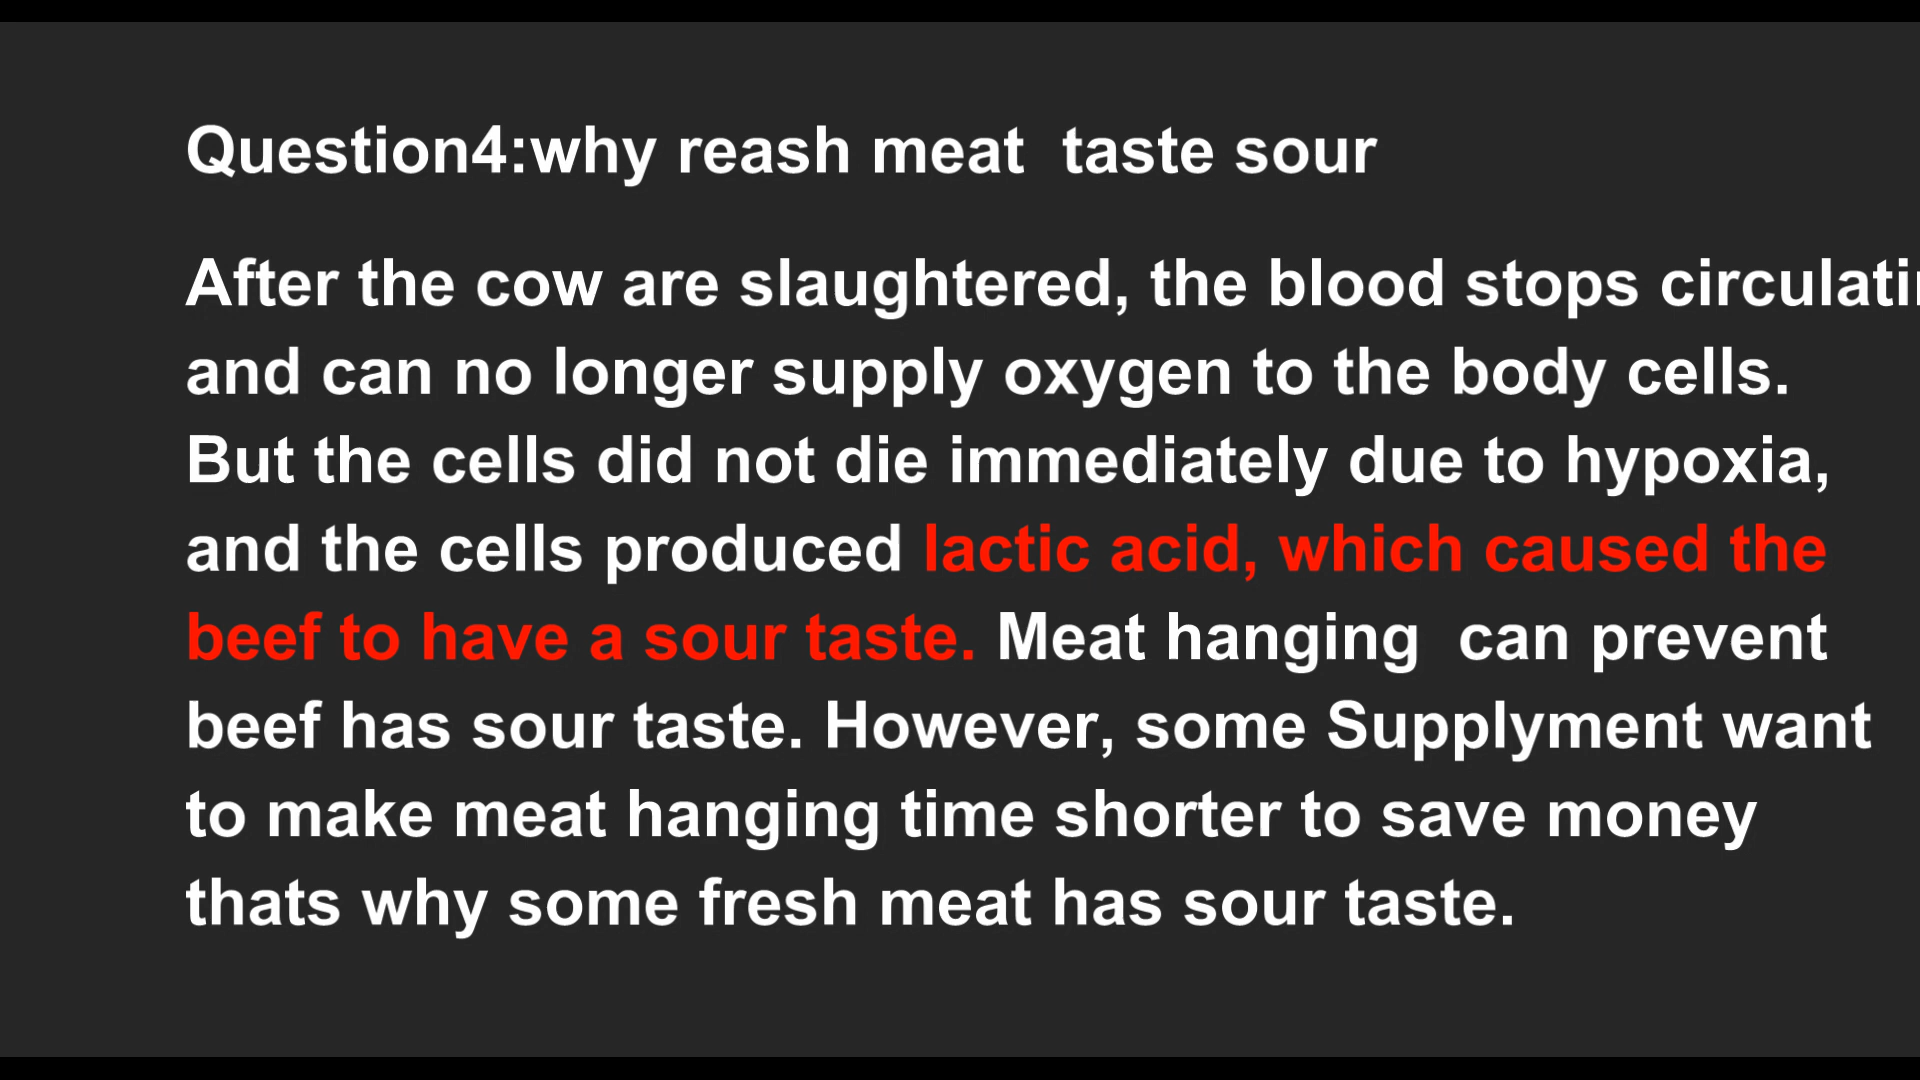 Question4:why reash meat  taste sour
After the cow are slaughtered, the blood stops
and can no longer supply oxygen to the body cells.
But the cells did not die immediately due to hypoxia,
and the cells produced lactic acid, which caused the
beef to have a sour taste. Meat hanging  can prevent
beef has sour taste. However, some Supplyment want
to make meat hanging time shorter to save money
thats why some fresh meat has sour taste.